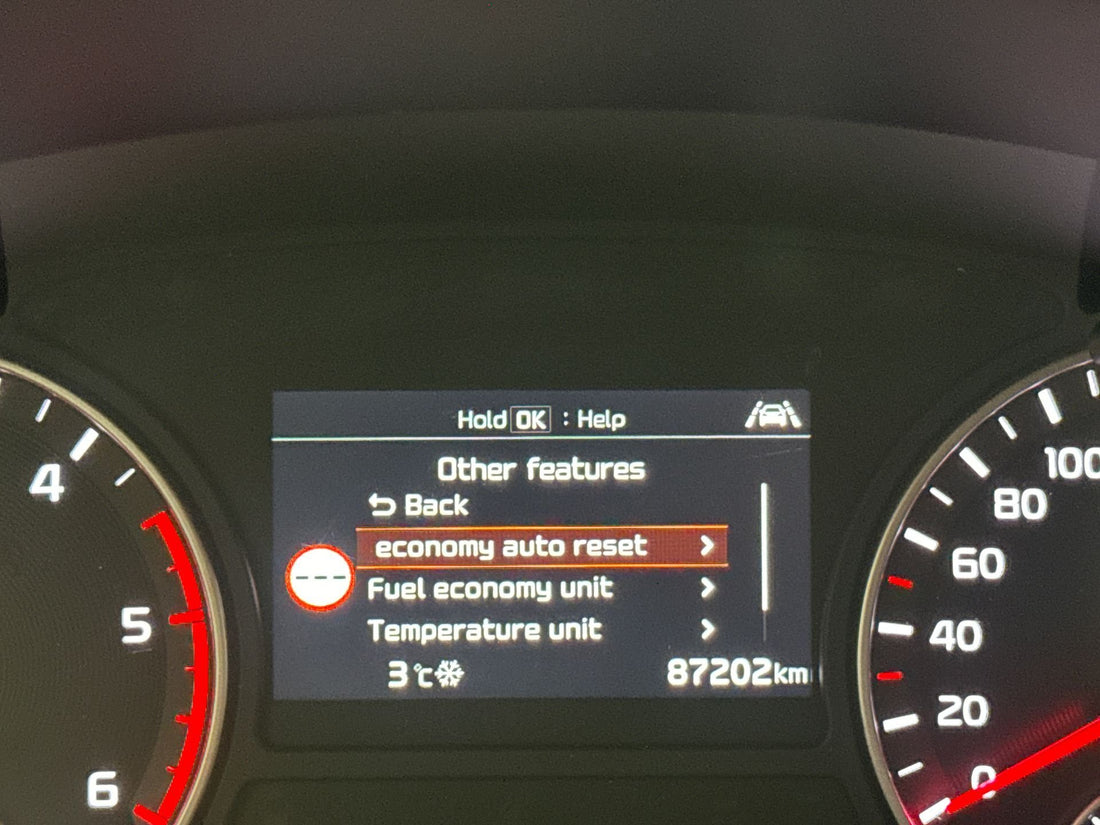 Hold OK : Help
Other features
Back
economy auto reset
Fuel economy unit
Temperature unit
3°C
87202km
4
5
6
100
80
60
40
20
0